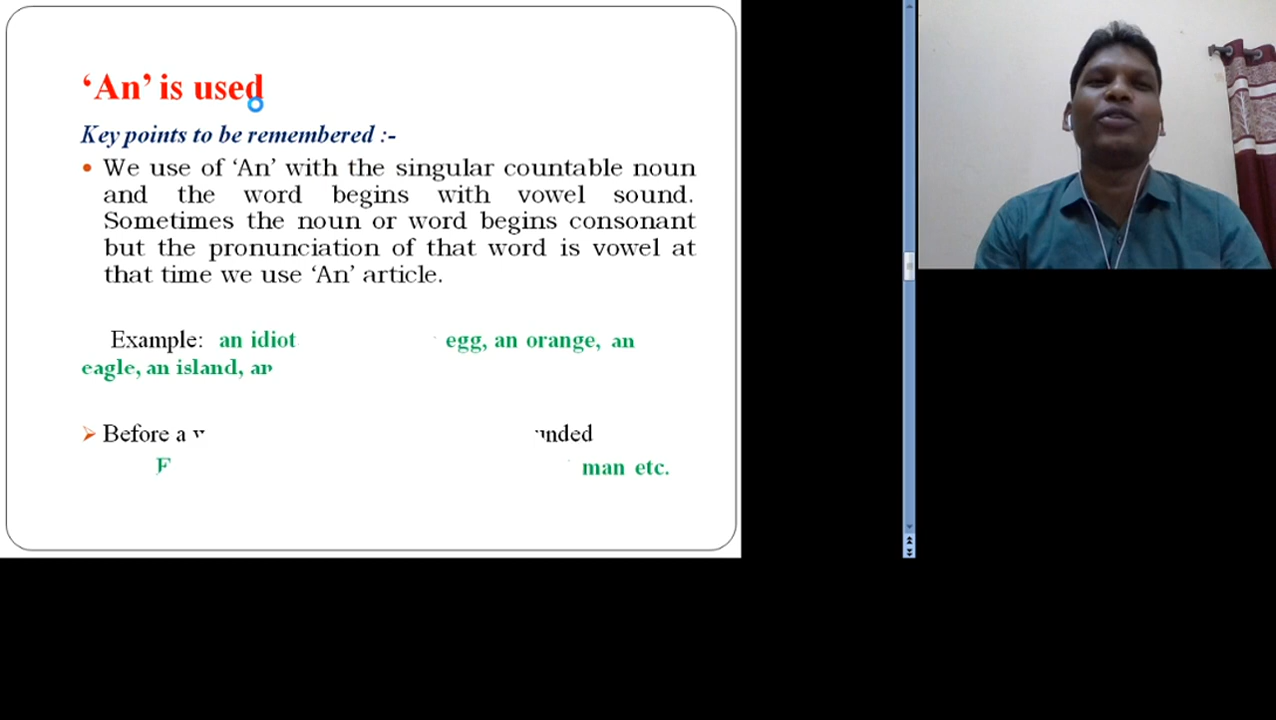 ‘An’ is used
Key points to be remembered :-
• We use of ‘An’ with the singular countable noun
and the word begins with vowel sound.
Sometimes the noun or word begins consonant
but the pronunciation of that word is vowel at
that time we use ‘An’ article.
Example: an idiot egg, an orange, an
eagle, an island,
➢ Before a
man etc.